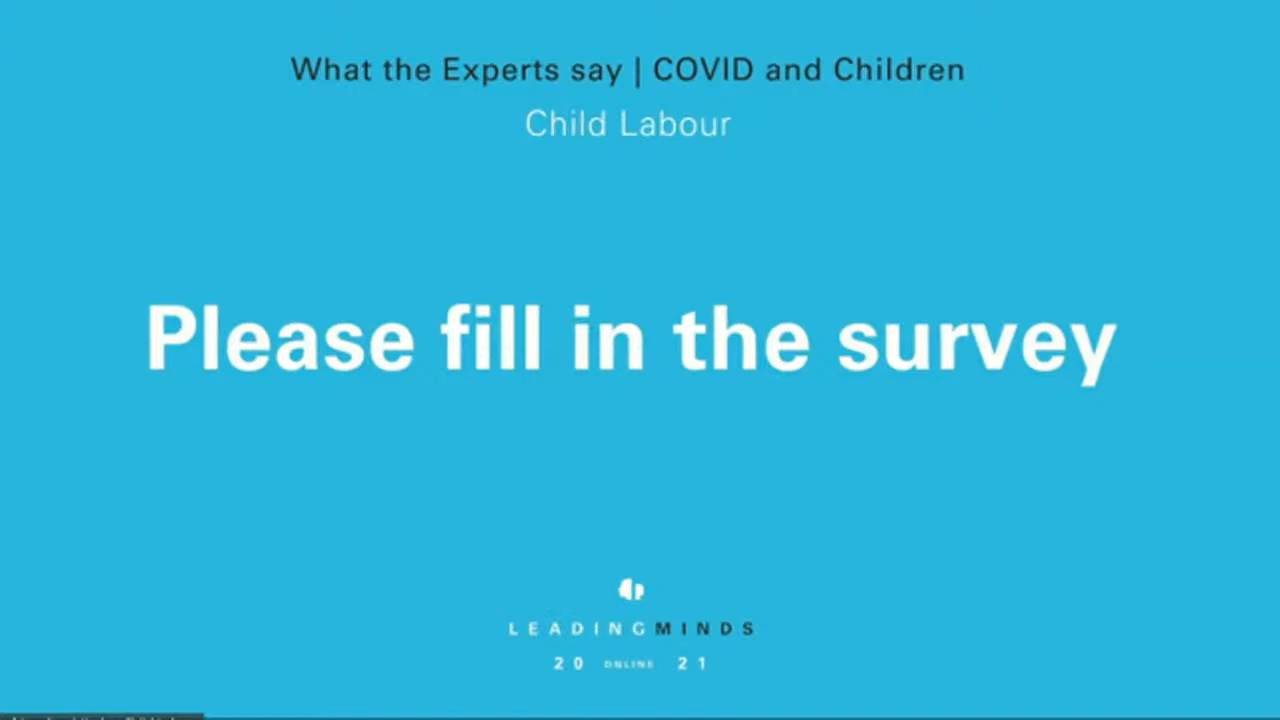 What the Experts say | COVID and Children
Child Labour
Please fill in the survey
LEADINGMINDS
20 ONLINE 21